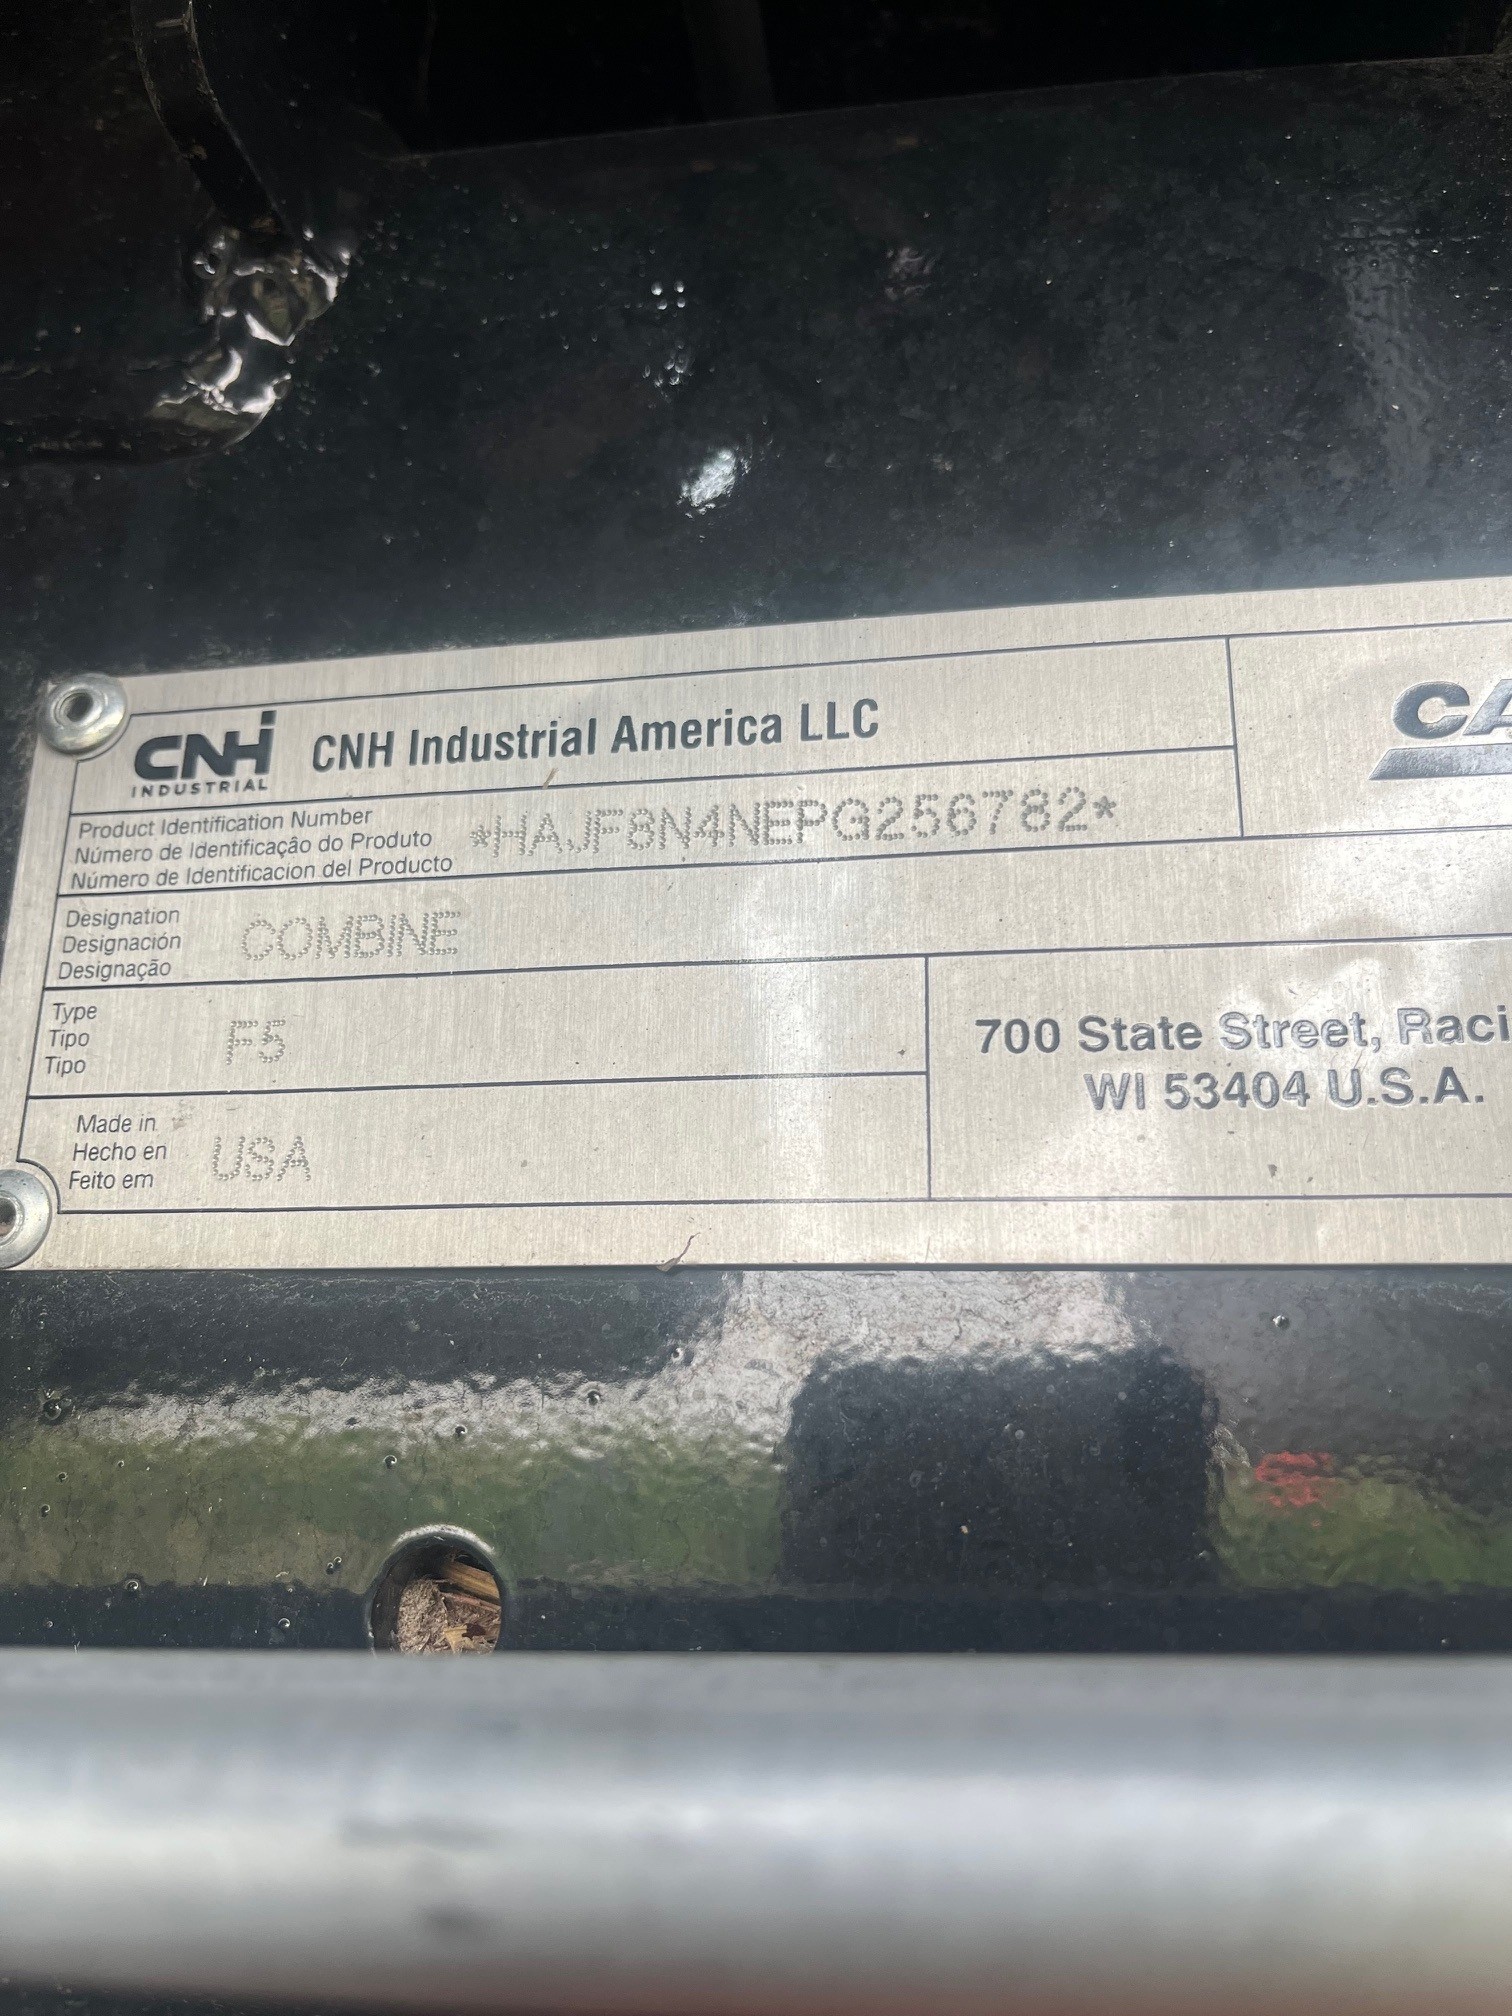 CNHi
INDUSTRIAL
CNH Industrial America LLC
CA
Product Identification Number
Número de Identificação do Produto
Número de Identificacion del Producto
*HAJF8N4NEPG256782*
Designation
Designación
Designação
COMBINE
Type
Tipo
Tipo
F5
700 State Street, Raci
WI 53404 U.S.A.
Made in
Hecho en
Feito em
USA